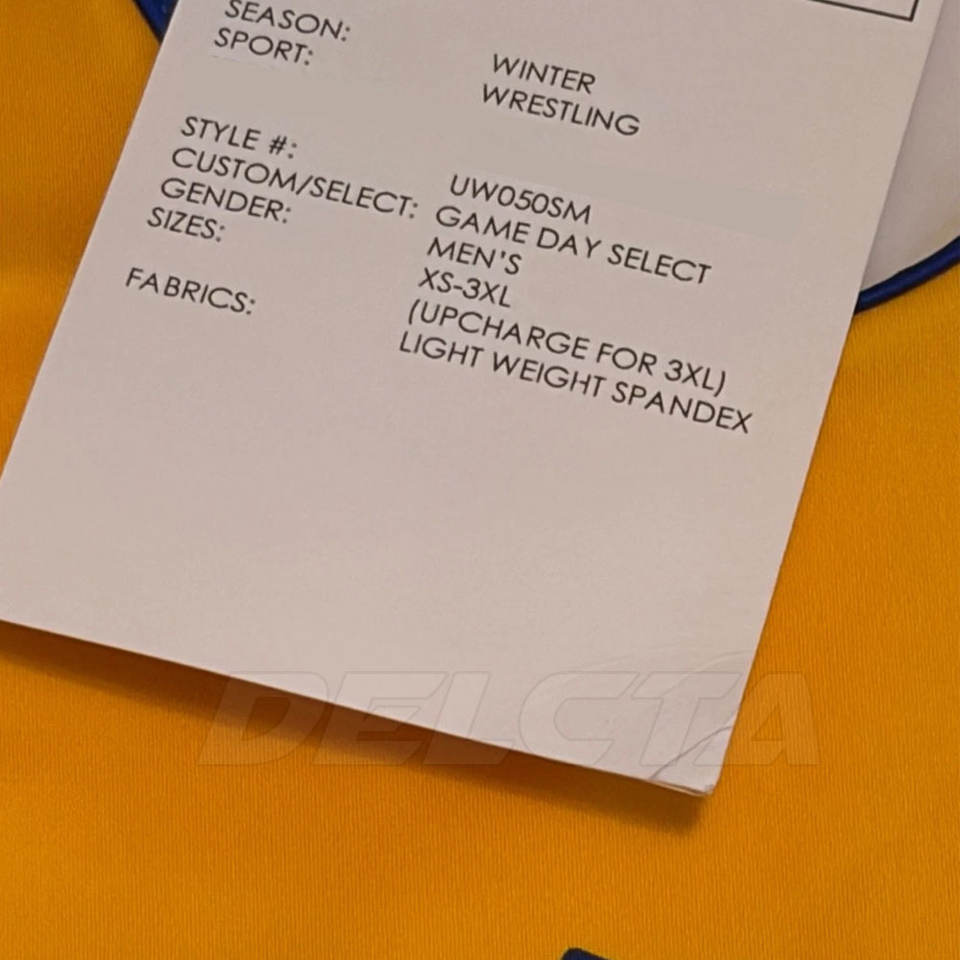 SEASON: WINTER
SPORT: WRESTLING
STYLE #: UW050SM
CUSTOM/SELECT: GAME DAY SELECT
GENDER: MEN'S
SIZES: XS-3XL
(UPCHARGE FOR 3XL)
FABRICS: LIGHT WEIGHT SPANDEX
DELCTA